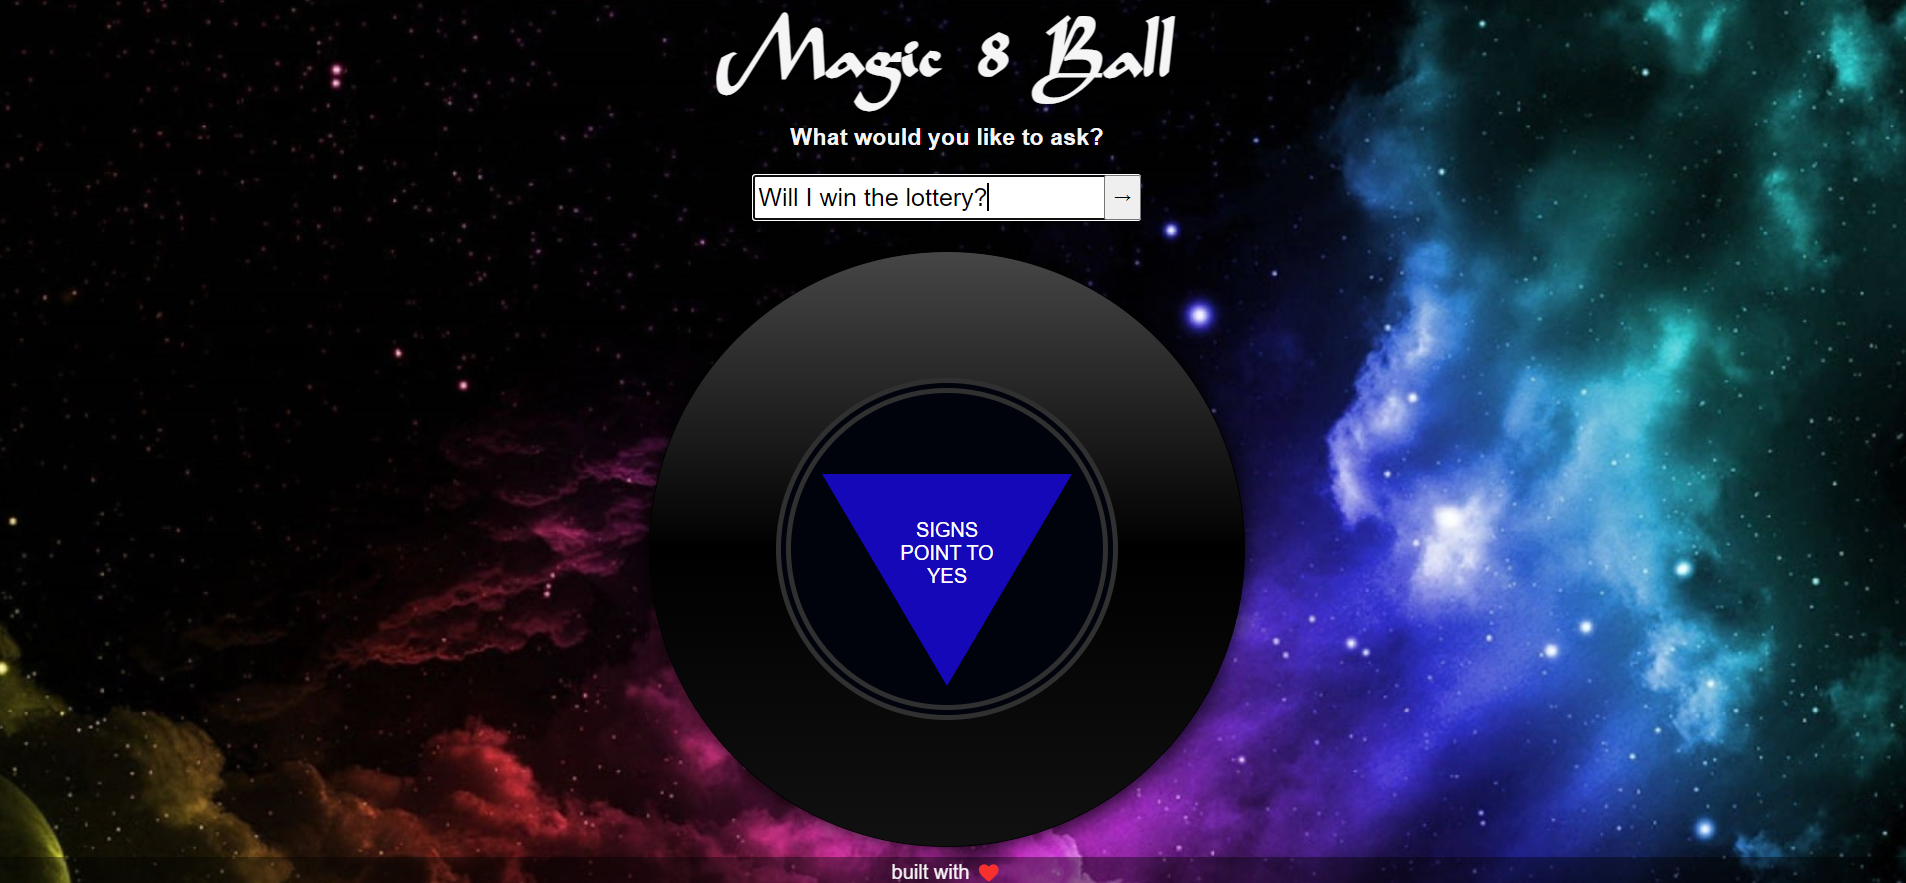 Magic 8 Ball
What would you like to ask?
Will I win the lottery?
→
SIGNS
POINT TO
YES
built with ❤